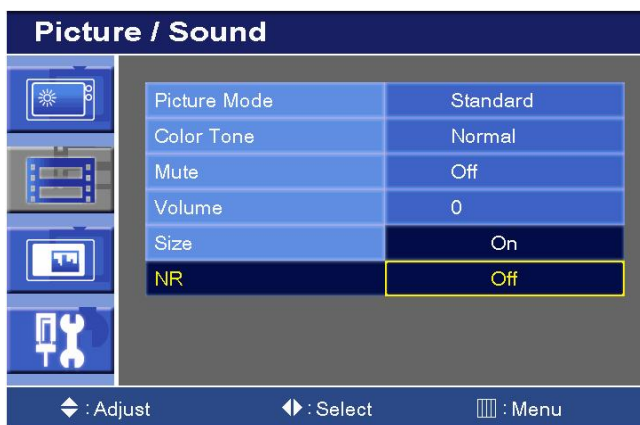 Picture / Sound
Picture Mode Standard
Color Tone Normal
Mute Off
Volume 0
Size On
NR Off
: Adjust : Select : Menu